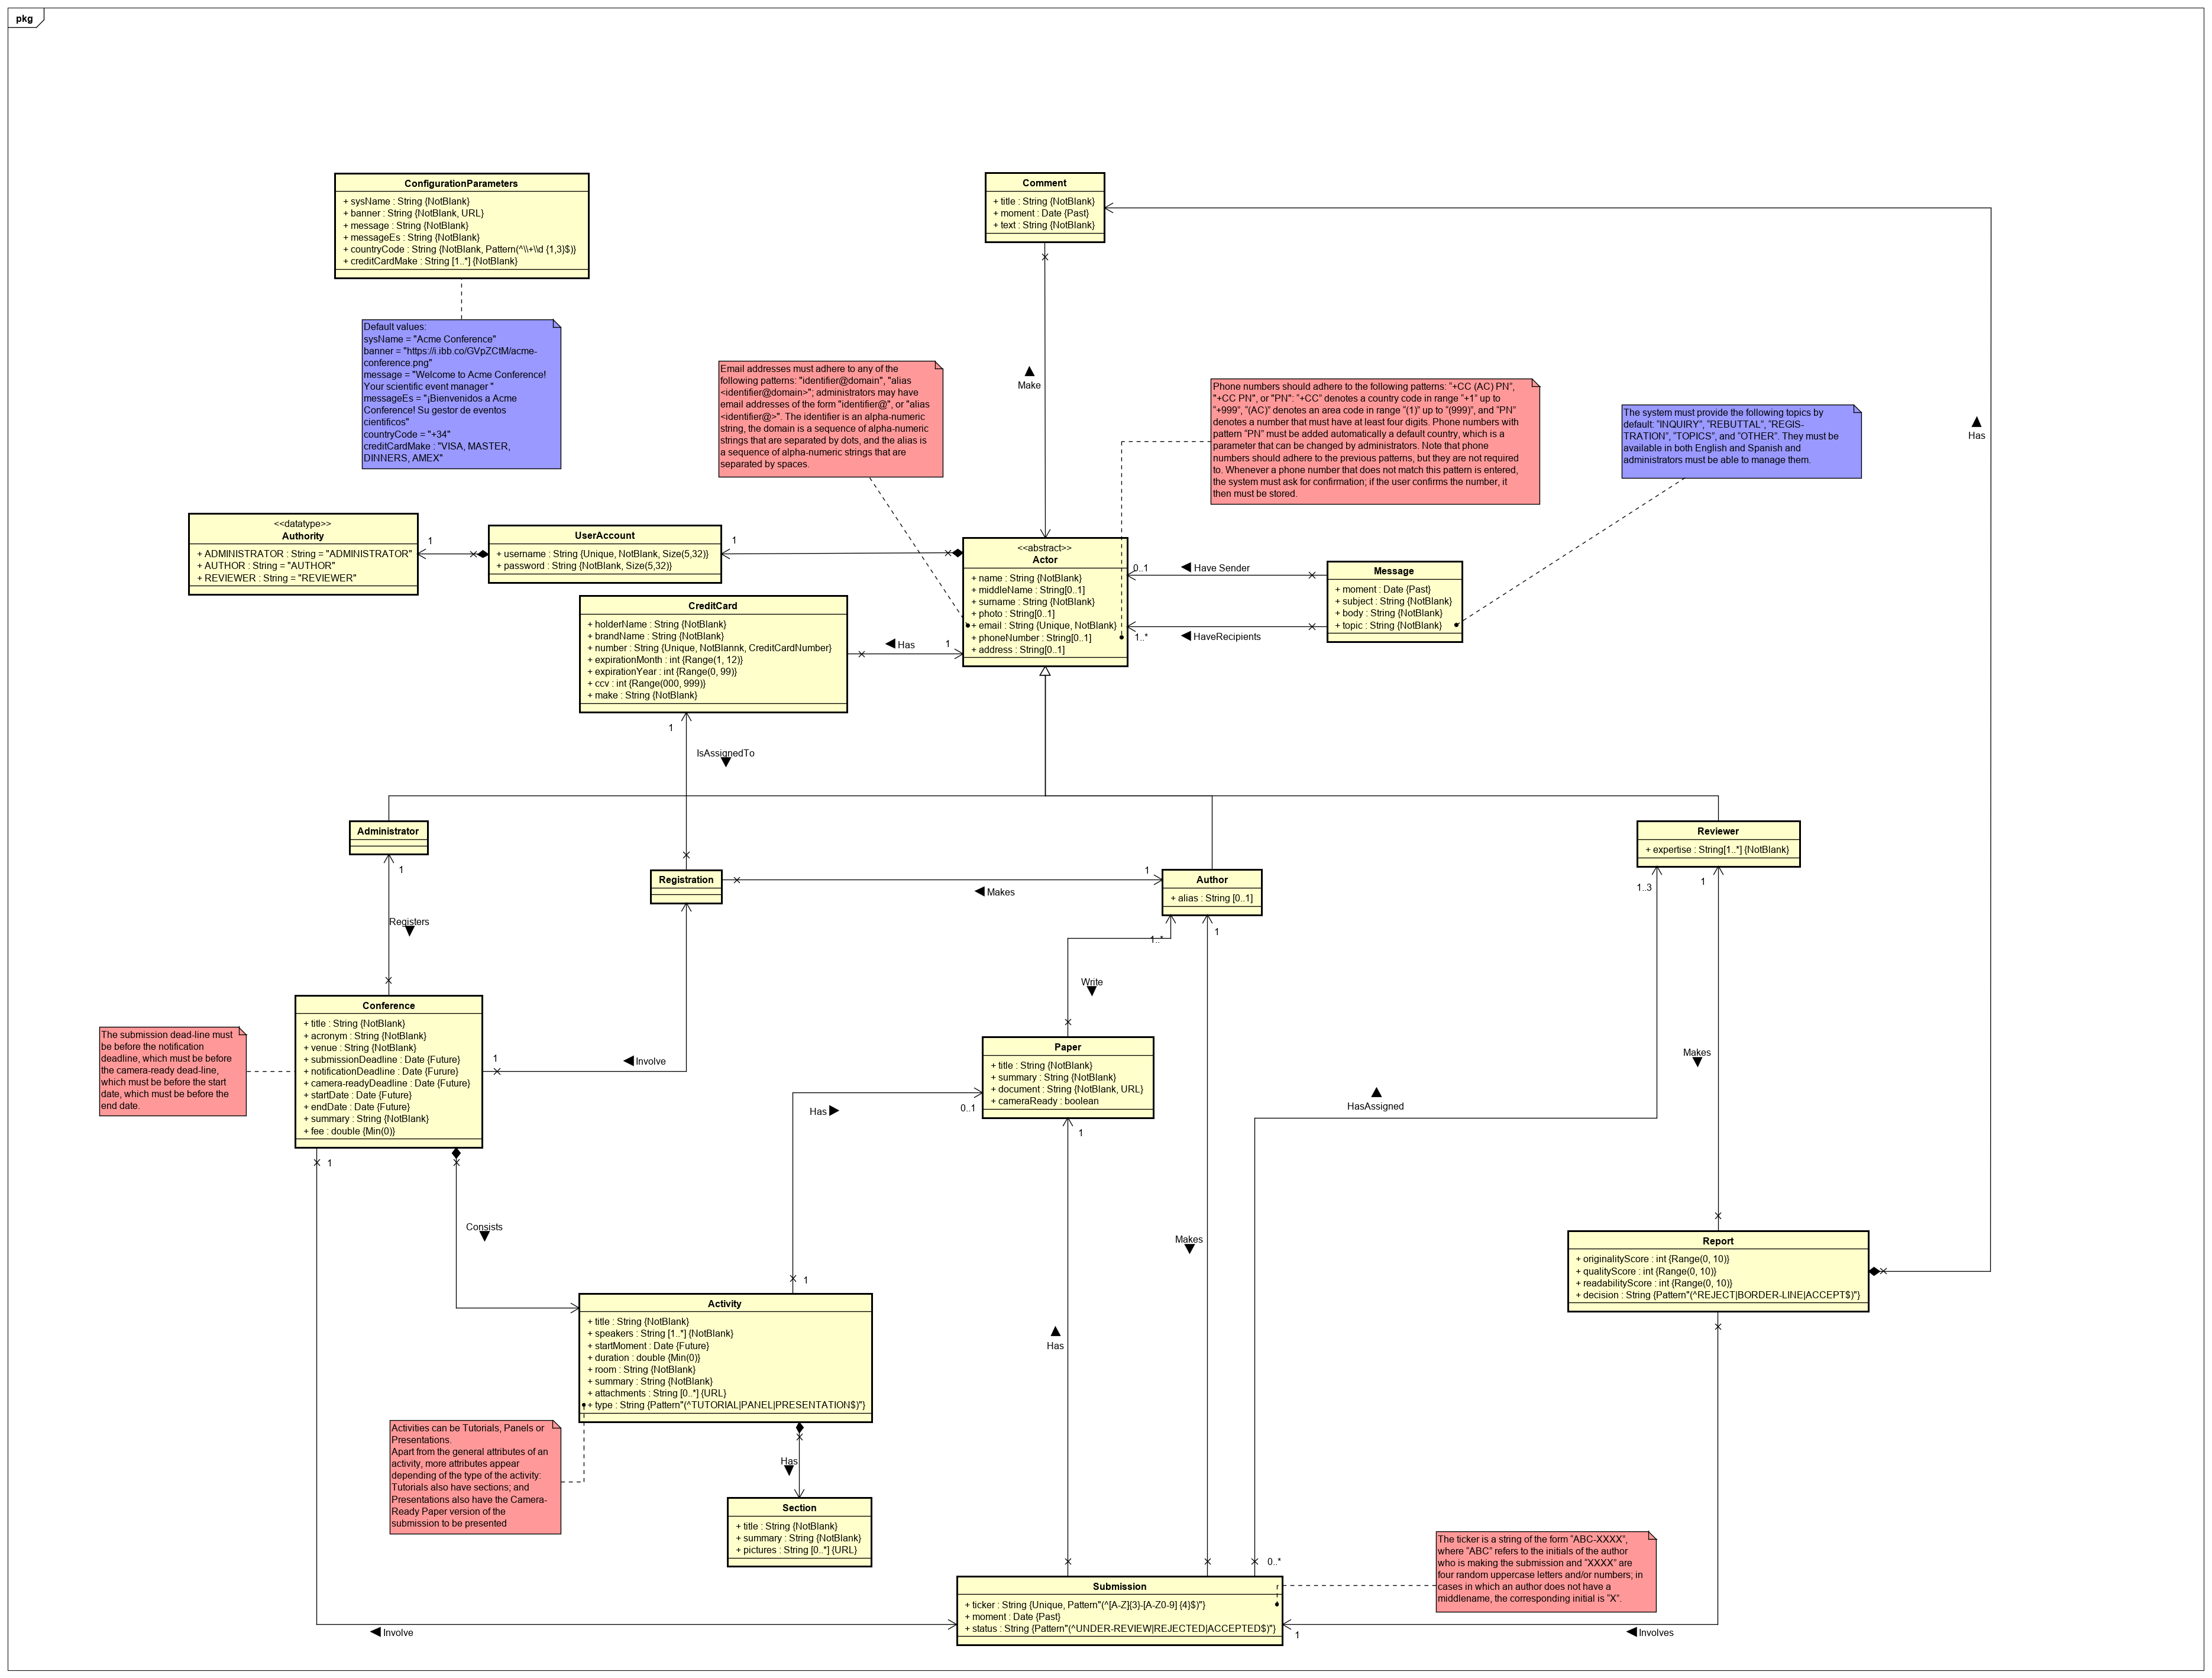 pkg
ConfigurationParameters
+ sysName : String {NotBlank}
+ banner : String {NotBlank, URL}
+ message : String {NotBlank}
+ messageEs : String {NotBlank}
+ countryCode : String {NotBlank, Pattern(^\\+\\d {1,3}$)}
+ creditCardMake : String [1..*] {NotBlank}
Default values:
sysName = "Acme Conference"
banner = "https://i.ibb.co/GVpZCtM/acme-
conference.png"
message = "Welcome to Acme Conference!
Your scientific event manager "
messageEs = "¡Bienvenidos a Acme
Conference! Su gestor de eventos
cientificos"
countryCode = "+34"
creditCardMake : "VISA, MASTER,
DINNERS, AMEX"
Comment
+ title : String {NotBlank}
+ moment : Date {Past}
+ text : String {NotBlank}
Make
Has
Email addresses must adhere to any of the
following patterns: "identifier@domain", "alias
<identifier@domain>"; administrators may have
email addresses of the form "identifier@", or "alias
<identifier@>". The identifier is an alpha-numeric
string, the domain is a sequence of alpha-numeric
strings that are separated by dots, and the alias is
a sequence of alpha-numeric strings that are
separated by spaces.
Phone numbers should adhere to the following patterns: "+CC (AC) PN",
"+CC PN", or "PN": "+CC" denotes a country code in range "+1" up to
"+999", "(AC)" denotes an area code in range "(1)" up to "(999)", and "PN"
denotes a number that must have at least four digits. Phone numbers with
pattern "PN" must be added automatically a default country, which is a
parameter that can be changed by administrators. Note that phone
numbers should adhere to the previous patterns, but they are not required
to. Whenever a phone number that does not match this pattern is entered,
the system must ask for confirmation; if the user confirms the number, it
then must be stored.
The system must provide the following topics by
default: "INQUIRY", "REBUTTAL", "REGIS-
TRATION", "TOPICS", and "OTHER". They must be
available in both English and Spanish and
administrators must be able to manage them.
<<datatype>>
Authority
+ ADMINISTRATOR : String = "ADMINISTRATOR"
+ AUTHOR : String = "AUTHOR"
+ REVIEWER : String = "REVIEWER"
1
UserAccount
+ username : String {Unique, NotBlank, Size(5,32)}
+ password : String {NotBlank, Size(5,32)}
1
<<abstract>>
Actor
+ name : String {NotBlank}
+ middleName : String[0..1]
+ surname : String {NotBlank}
+ photo : String[0..1]
+ email : String {Unique, NotBlank}
+ phoneNumber : String[0..1]
+ address : String[0..1]
0..1
Have Sender
1..*
HaveRecipients
Message
+ moment : Date {Past}
+ subject : String {NotBlank}
+ body : String {NotBlank}
+ topic : String {NotBlank}
CreditCard
+ holderName : String {NotBlank}
+ brandName : String {NotBlank}
+ number : String {Unique, NotBlannk, CreditCardNumber}
+ expirationMonth : int {Range(1, 12)}
+ expirationYear : int {Range(0, 99)}
+ ccv : int {Range(000, 999)}
+ make : String {NotBlank}
Has
1
1
IsAssignedTo
Administrator
1
Registers
Registration
1
Makes
Author
+ alias : String [0..1]
1..*
1
Reviewer
+ expertise : String[1..*] {NotBlank}
1..3
1
Write
Conference
+ title : String {NotBlank}
+ acronym : String {NotBlank}
+ venue : String {NotBlank}
+ submissionDeadline : Date {Future}
+ notificationDeadline : Date {Furure}
+ camera-readyDeadline : Date {Future}
+ startDate : Date {Future}
+ endDate : Date {Future}
+ summary : String {NotBlank}
+ fee : double {Min(0)}
The submission dead-line must
be before the notification
deadline, which must be before
the camera-ready dead-line,
which must be before the start
date, which must be before the
end date.
1
Involve
Paper
+ title : String {NotBlank}
+ summary : String {NotBlank}
+ document : String {NotBlank, URL}
+ cameraReady : boolean
Makes
HasAssigned
Has
0..1
1
1
Consists
Makes
Report
+ originalityScore : int {Range(0, 10)}
+ qualityScore : int {Range(0, 10)}
+ readabilityScore : int {Range(0, 10)}
+ decision : String {Pattern"(^REJECT|BORDER-LINE|ACCEPT$)"}
1
Activity
+ title : String {NotBlank}
+ speakers : String [1..*] {NotBlank}
+ startMoment : Date {Future}
+ duration : double {Min(0)}
+ room : String {NotBlank}
+ summary : String {NotBlank}
+ attachments : String [0..*] {URL}
+ type : String {Pattern"(^TUTORIAL|PANEL|PRESENTATION$)"}
Has
Activities can be Tutorials, Panels or
Presentations.
Apart from the general attributes of an
activity, more attributes appear
depending of the type of the activity:
Tutorials also have sections; and
Presentations also have the Camera-
Ready Paper version of the
submission to be presented
Has
Section
+ title : String {NotBlank}
+ summary : String {NotBlank}
+ pictures : String [0..*] {URL}
0..*
Submission
r
+ ticker : String {Unique, Pattern"(^[A-Z]{3}-[A-Z0-9] {4}$)"}
+ moment : Date {Past}
+ status : String {Pattern"(^UNDER-REVIEW|REJECTED|ACCEPTED$)"}
The ticker is a string of the form "ABC-XXXX",
where "ABC" refers to the initials of the author
who is making the submission and "XXXX" are
four random uppercase letters and/or numbers; in
cases in which an author does not have a
middlename, the corresponding initial is "X".
Involve
1
Involves